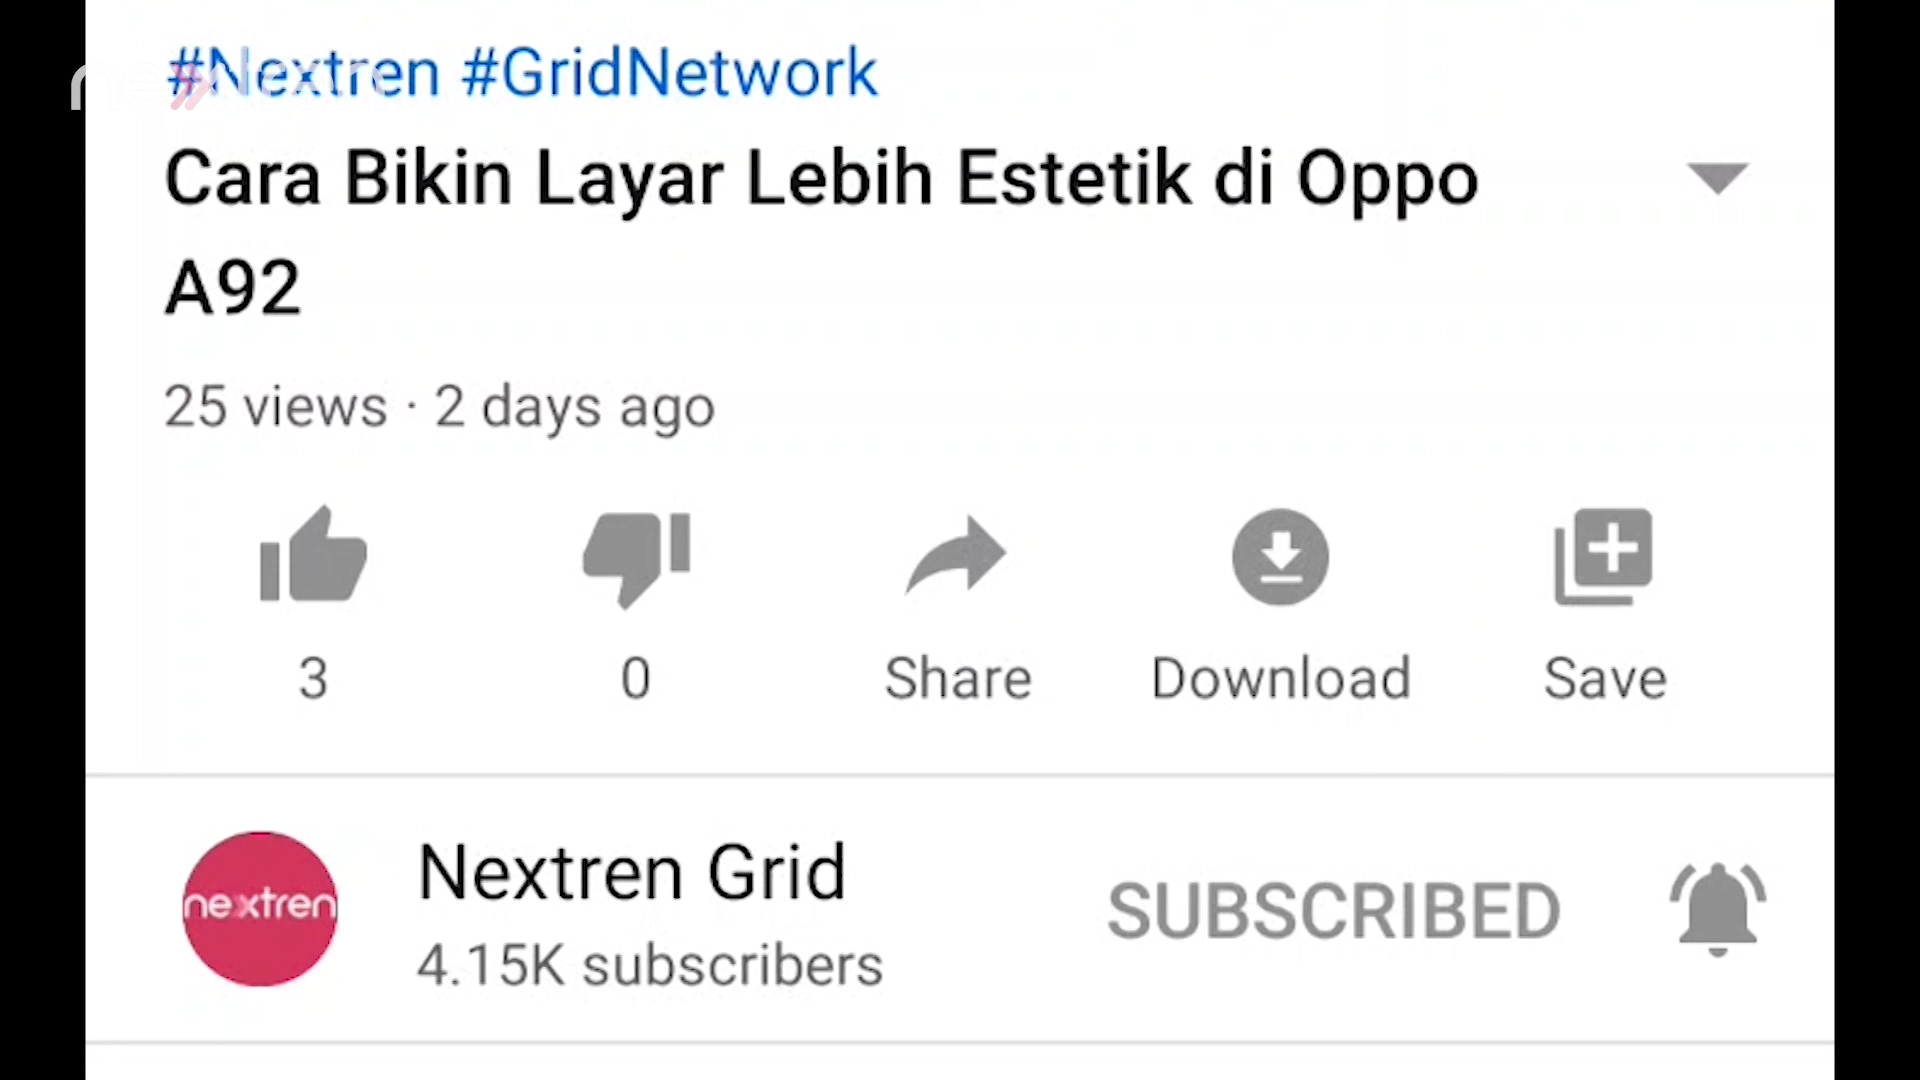 nextren
#Nextren #GridNetwork
Cara Bikin Layar Lebih Estetik di Oppo
A92
25 views · 2 days ago
3 0 Share Download Save
nextren
Nextren Grid
SUBSCRIBED
4.15K subscribers